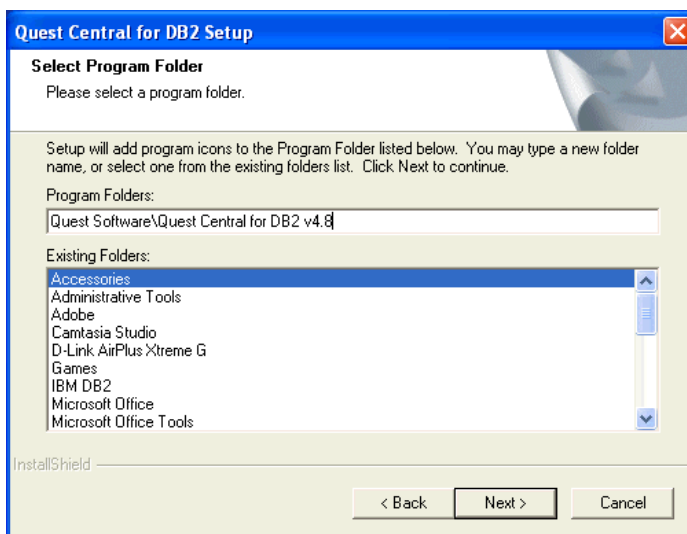 Quest Central for DB2 Setup
Select Program Folder
Please select a program folder.
Setup will add program icons to the Program Folder listed below.  You may type a new folder
name, or select one from the existing folders list.  Click Next to continue.
Program Folders:
Quest Software\Quest Central for DB2 v4.8
Existing Folders:
Accessories
Administrative Tools
Adobe
Camtasia Studio
D-Link AirPlus Xtreme G
Games
IBM DB2
Microsoft Office
Microsoft Office Tools
InstallShield
< Back
Next >
Cancel